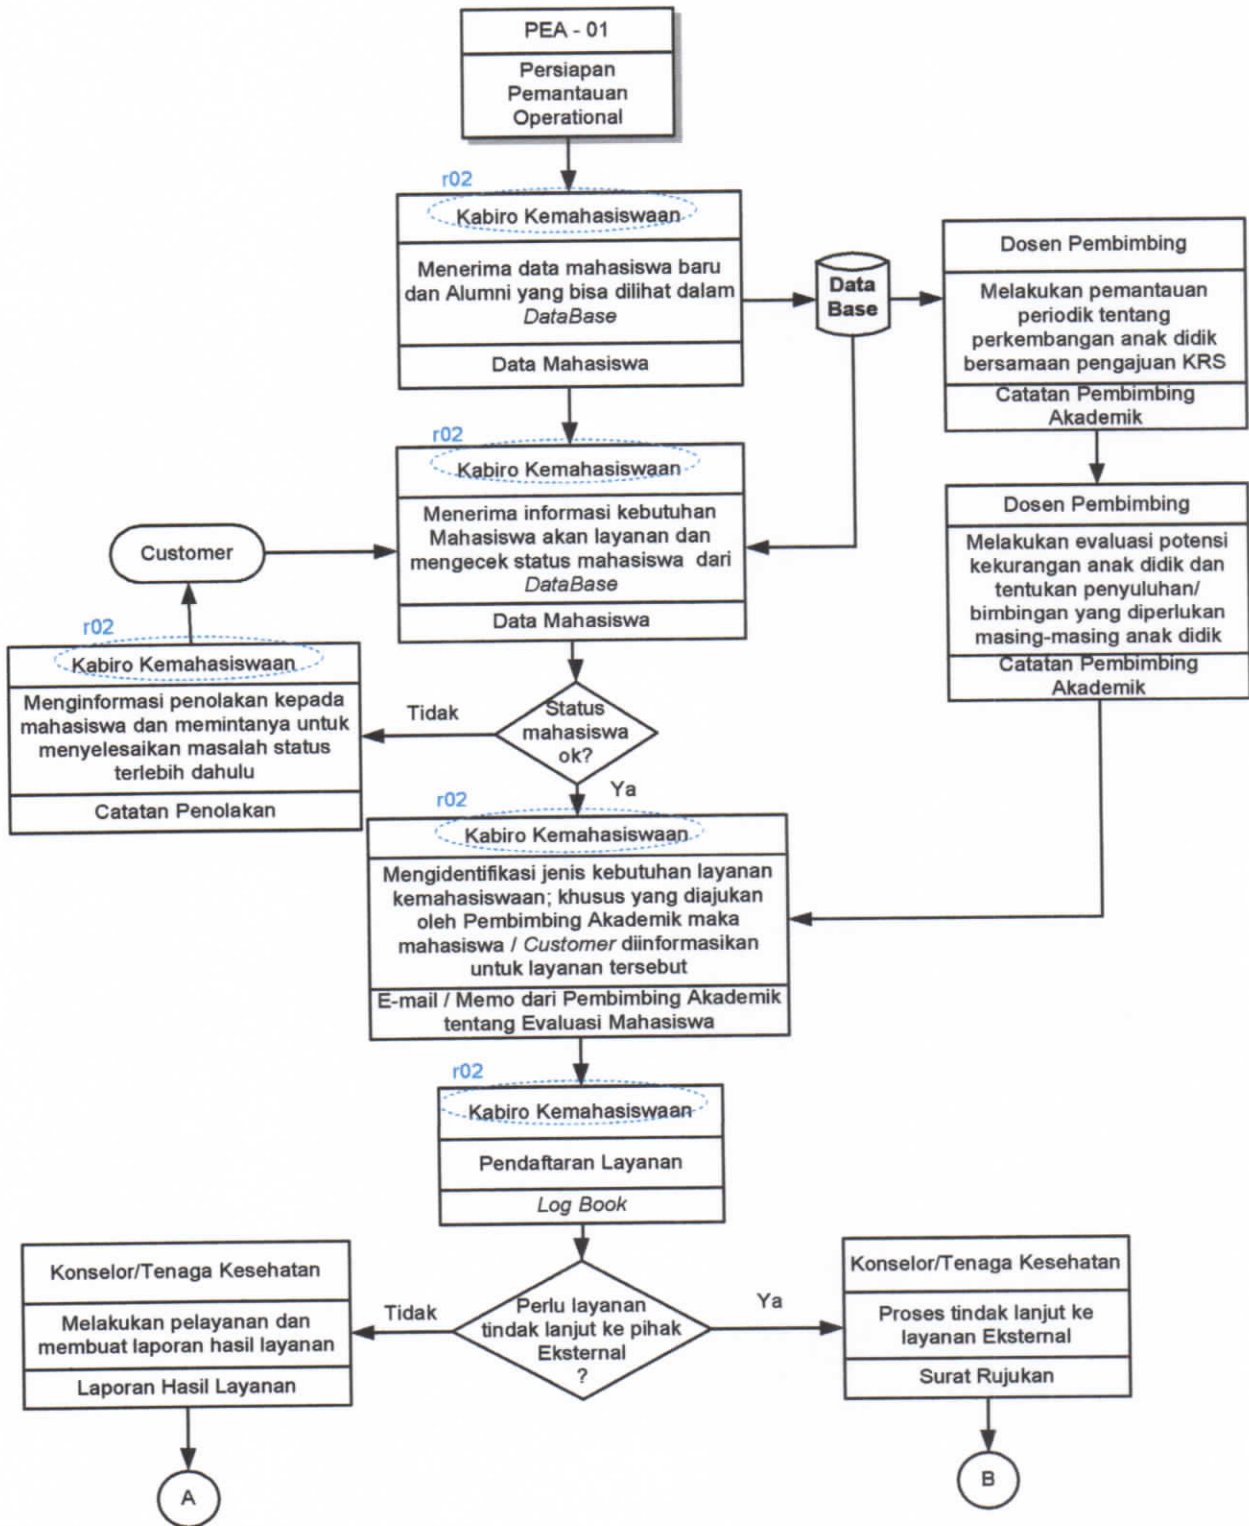 PEA - 01
Persiapan
Pemantauan
Operational
r02
Kabiro Kemahasiswaan
Menerima data mahasiswa baru
dan Alumni yang bisa dilihat dalam
DataBase
Data Mahasiswa
Data
Base
Dosen Pembimbing
Melakukan pemantauan
periodik tentang
perkembangan anak didik
bersamaan pengajuan KRS
Catatan Pembimbing
Akademik
r02
Kabiro Kemahasiswaan
Menerima informasi kebutuhan
Mahasiswa akan layanan dan
mengecek status mahasiswa dari
DataBase
Data Mahasiswa
Dosen Pembimbing
Melakukan evaluasi potensi
kekurangan anak didik dan
tentukan penyuluhan/
bimbingan yang diperlukan
masing-masing anak didik
Catatan Pembimbing
Akademik
Customer
r02
Kabiro Kemahasiswaan
Menginformasi penolakan kepada
mahasiswa dan memintanya untuk
menyelesaikan masalah status
terlebih dahulu
Catatan Penolakan
Tidak
Status
mahasiswa
ok?
Ya
r02
Kabiro Kemahasiswaan
Mengidentifikasi jenis kebutuhan layanan
kemahasiswaan; khusus yang diajukan
oleh Pembimbing Akademik maka
mahasiswa / Customer diinformasikan
untuk layanan tersebut
E-mail / Memo dari Pembimbing Akademik
tentang Evaluasi Mahasiswa
r02
Kabiro Kemahasiswaan
Pendaftaran Layanan
Log Book
Konselor/Tenaga Kesehatan
Melakukan pelayanan dan
membuat laporan hasil layanan
Laporan Hasil Layanan
Tidak
Perlu layanan
tindak lanjut ke pihak
Eksternal
?
Ya
Konselor/Tenaga Kesehatan
Proses tindak lanjut ke
layanan Eksternal
Surat Rujukan
A
B